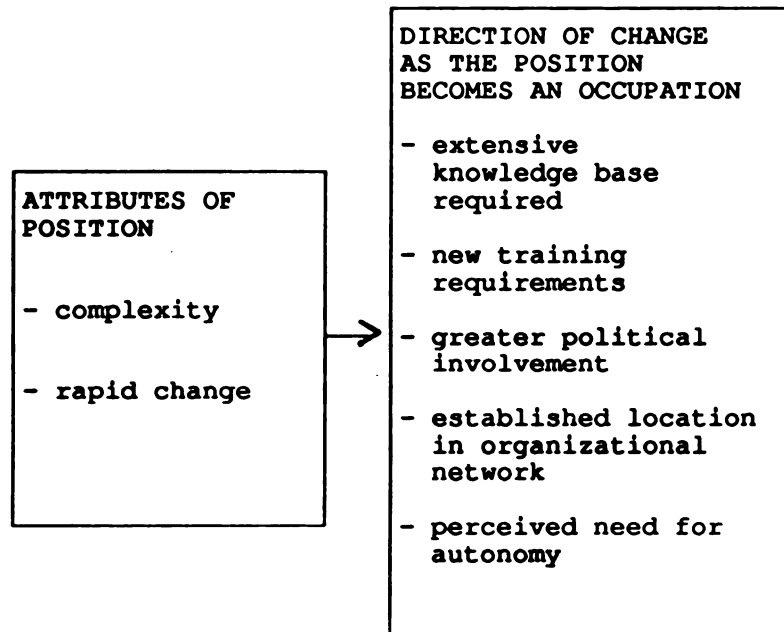 ATTRIBUTES OF
POSITION
- complexity
- rapid change
DIRECTION OF CHANGE
AS THE POSITION
BECOMES AN OCCUPATION
- extensive
knowledge base
required
- new training
requirements
- greater political
involvement
- established location
in organizational
network
- perceived need for
autonomy